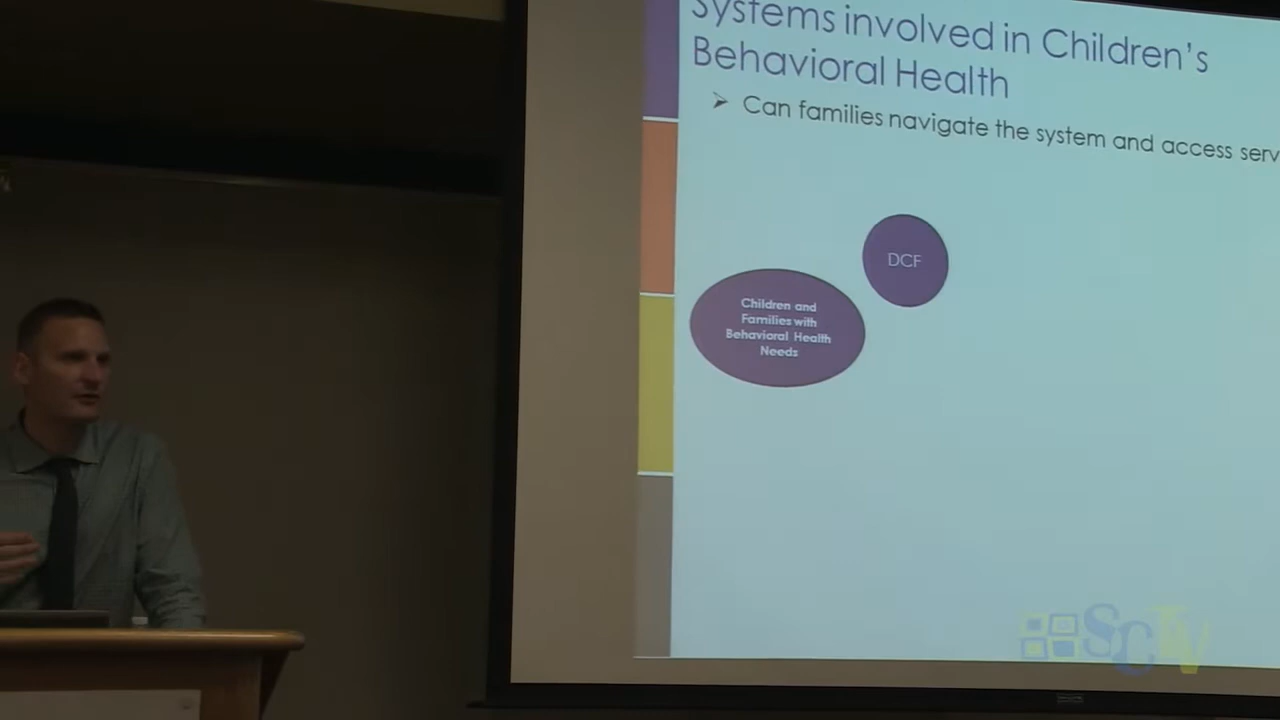 Systems involved in Children's
Behavioral Health
Can families navigate the system and access serv
DCF
Children and
Families with
Behavioral Health
Needs
SCTV